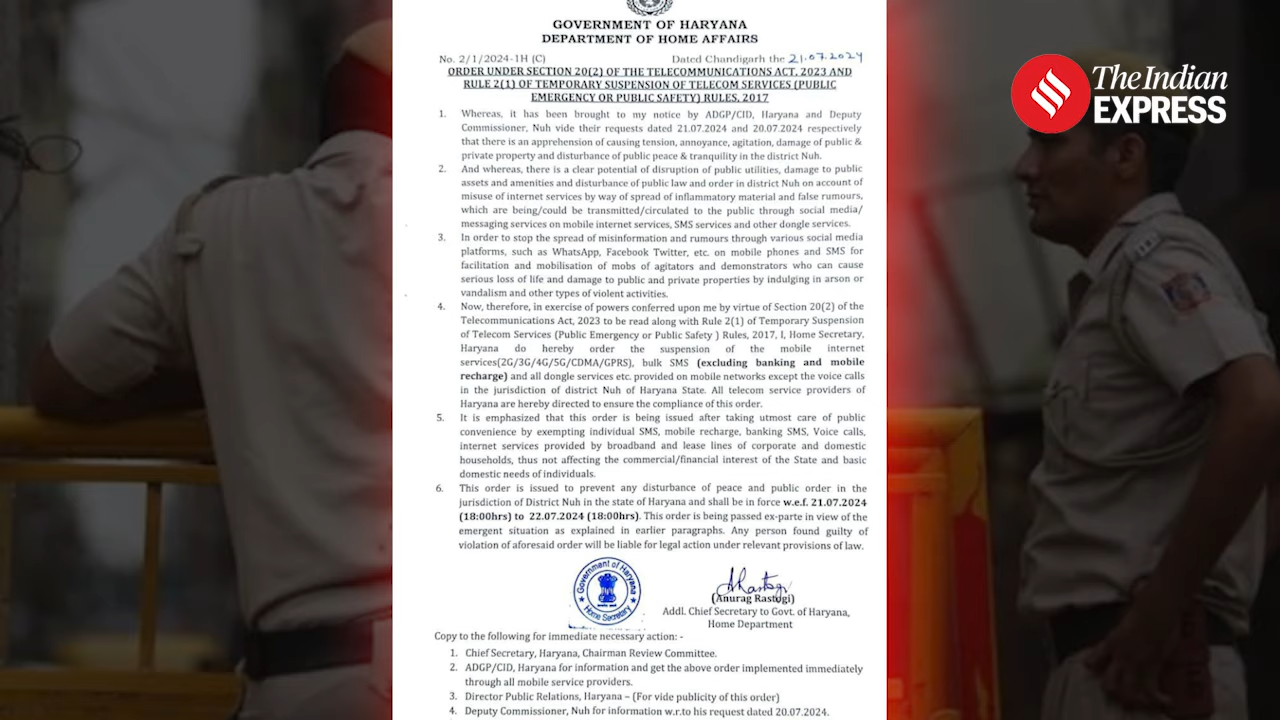 GOVERNMENT OF HARYANA
DEPARTMENT OF HOME AFFAIRS
No. 2/1/2024-1H (C) Dated Chandigarh the 21.07.2024
ORDER UNDER SECTION 20(2) OF THE TELECOMMUNICATIONS ACT, 2023 AND
RULE 2(1) OF TEMPORARY SUSPENSION OF TELECOM SERVICES (PUBLIC
EMERGENCY OR PUBLIC SAFETY) RULES, 2017
1. Whereas, it has been brought to my notice by ADGP/CID, Haryana and Deputy
Commissioner, Nuh vide their requests dated 21.07.2024 and 20.07.2024 respectively
that there is an apprehension of causing tension, annoyance, agitation, damage of public &
private property and disturbance of public peace & tranquility in the district Nuh.
2. And whereas, there is a clear potential of disruption of public utilities, damage to public
assets and amenities and disturbance of public law and order in district Nuh on account of
misuse of internet services by way of spread of inflammatory material and false rumours,
which are being/could be transmitted/circulated to the public through social media/
messaging services on mobile internet services, SMS services and other dongle services.
3. In order to stop the spread of misinformation and rumours through various social media
platforms, such as WhatsApp, Facebook Twitter, etc. on mobile phones and SMS for
facilitation and mobilisation of mobs of agitators and demonstrators who can cause
serious loss of life and damage to public and private properties by indulging in arson or
vandalism and other types of violent activities.
4. Now, therefore, in exercise of powers conferred upon me by virtue of Section 20(2) of the
Telecommunications Act, 2023 to be read along with Rule 2(1) of Temporary Suspension
of Telecom Services (Public Emergency or Public Safety ) Rules, 2017, I, Home Secretary,
Haryana do hereby order the suspension of the mobile internet
services(2G/3G/4G/5G/CDMA/GPRS), bulk SMS (excluding banking and mobile
recharge) and all dongle services etc. provided on mobile networks except the voice calls
in the jurisdiction of district Nuh of Haryana State. All telecom service providers of
Haryana are hereby directed to ensure the compliance of this order.
5. It is emphasized that this order is being issued after taking utmost care of public
convenience by exempting individual SMS, mobile recharge, banking SMS, Voice calls,
internet services provided by broadband and lease lines of corporate and domestic
households, thus not affecting the commercial/financial interest of the State and basic
domestic needs of individuals.
6. This order is issued to prevent any disturbance of peace and public order in the
jurisdiction of District Nuh in the state of Haryana and shall be in force w.e.f. 21.07.2024
(18:00hrs) to 22.07.2024 (18:00hrs). This order is being passed ex-parte in view of the
emergent situation as explained in earlier paragraphs. Any person found guilty of
violation of aforesaid order will be liable for legal action under relevant provisions of law.
Government of Haryana
Home Secretary
ARastogi
(Anurag Rastogi)
Addl. Chief Secretary to Govt. of Haryana,
Home Department
Copy to the following for immediate necessary action: -
1. Chief Secretary, Haryana, Chairman Review Committee.
2. ADGP/CID, Haryana for information and get the above order implemented immediately
through all mobile service providers.
3. Director Public Relations, Haryana – (For vide publicity of this order)
4. Deputy Commissioner, Nuh for information w.r.to his request dated 20.07.2024.
The Indian
EXPRESS